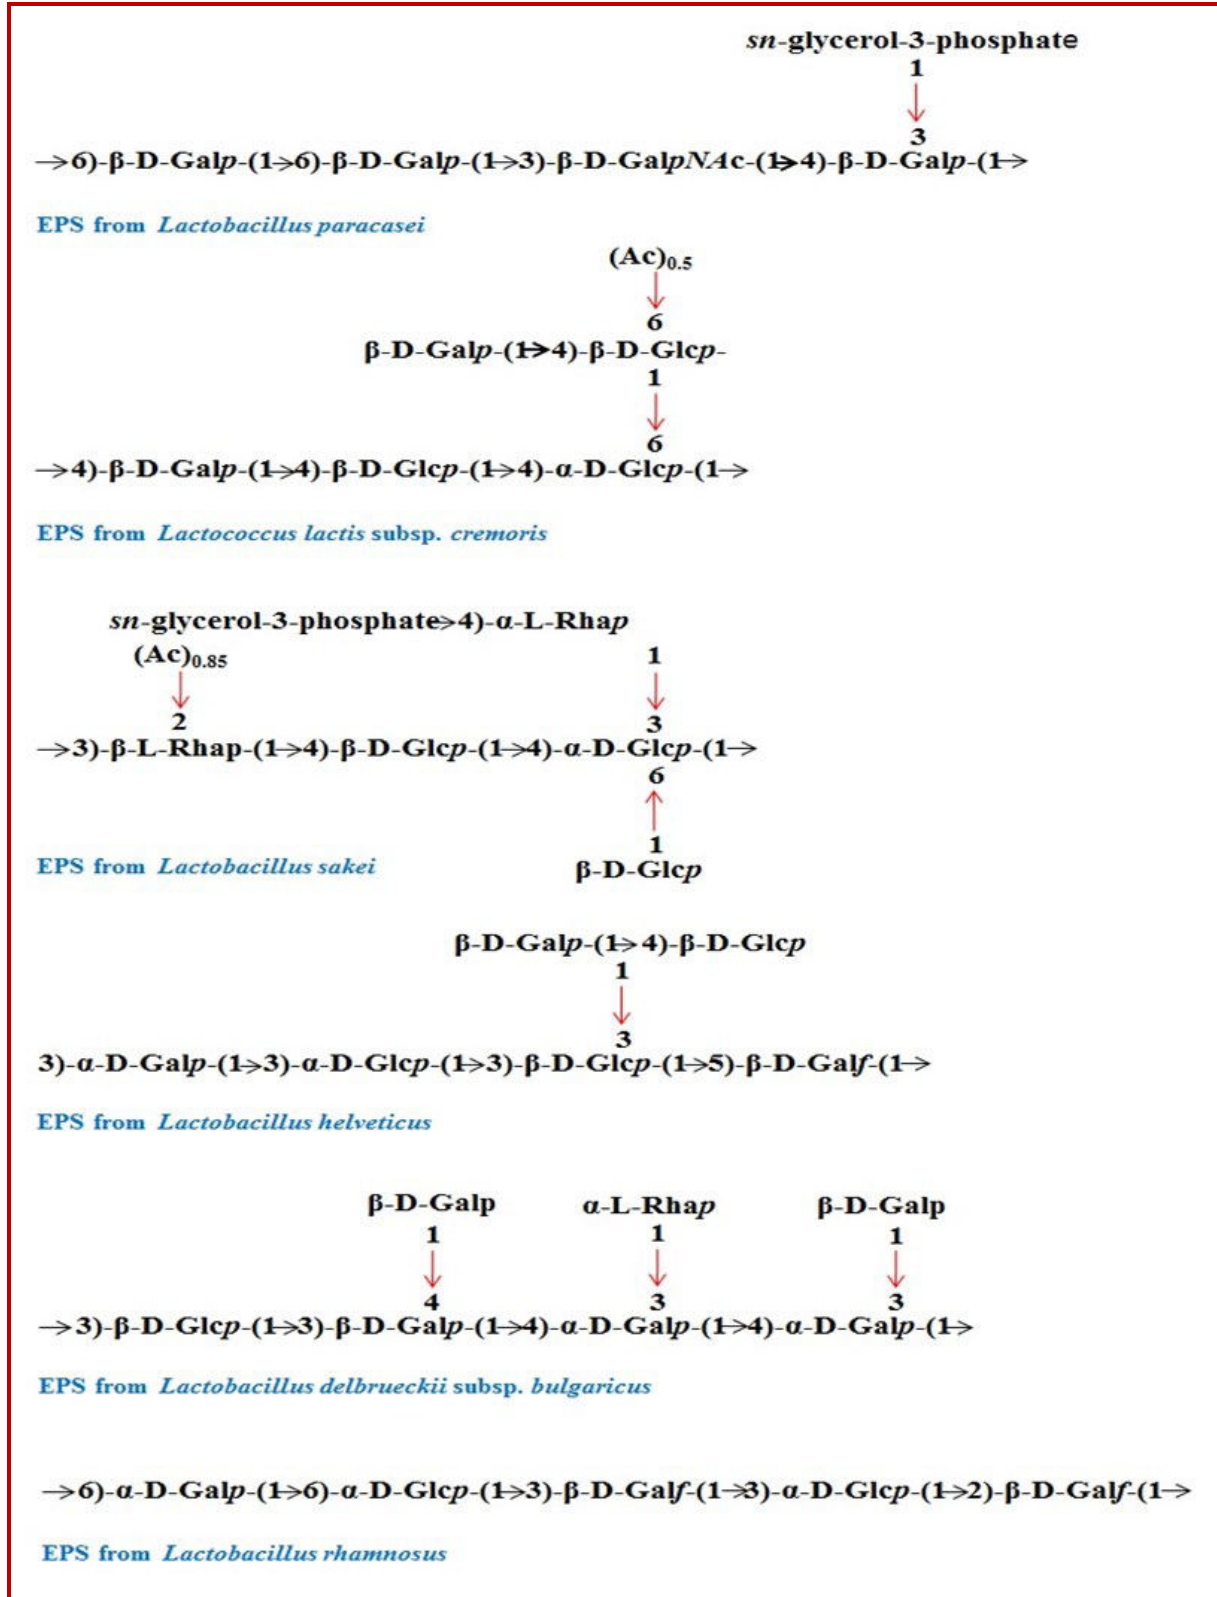 sn-glycerol-3-phosphate
1
↓
3
→6)-β-D-Galp-(1→6)-β-D-Galp-(1→3)-β-D-GalpNAc-(1→4)-β-D-Galp-(1→
EPS from Lactobacillus paracasei
(Ac)0.5
↓
6
β-D-Galp-(1→4)-β-D-Glcp-
1
↓
6
→4)-β-D-Galp-(1→4)-β-D-Glcp-(1→4)-α-D-Glcp-(1→
EPS from Lactococcus lactis subsp. cremoris
sn-glycerol-3-phosphate→4)-α-L-Rhap
(Ac)0.85 1
↓ ↓
2 3
→3)-β-L-Rhap-(1→4)-β-D-Glcp-(1→4)-α-D-Glcp-(1→
6
↑
1
EPS from Lactobacillus sakei β-D-Glcp
β-D-Galp-(1→4)-β-D-Glcp
1
↓
3
3)-α-D-Galp-(1→3)-α-D-Glcp-(1→3)-β-D-Glcp-(1→5)-β-D-Galf-(1→
EPS from Lactobacillus helveticus
β-D-Galp α-L-Rhap β-D-Galp
1 1 1
↓ ↓ ↓
4 3 3
→3)-β-D-Glcp-(1→3)-β-D-Galp-(1→4)-α-D-Galp-(1→4)-α-D-Galp-(1→
EPS from Lactobacillus delbrueckii subsp. bulgaricus
→6)-α-D-Galp-(1→6)-α-D-Glcp-(1→3)-β-D-Galf-(1→3)-α-D-Glcp-(1→2)-β-D-Galf-(1→
EPS from Lactobacillus rhamnosus